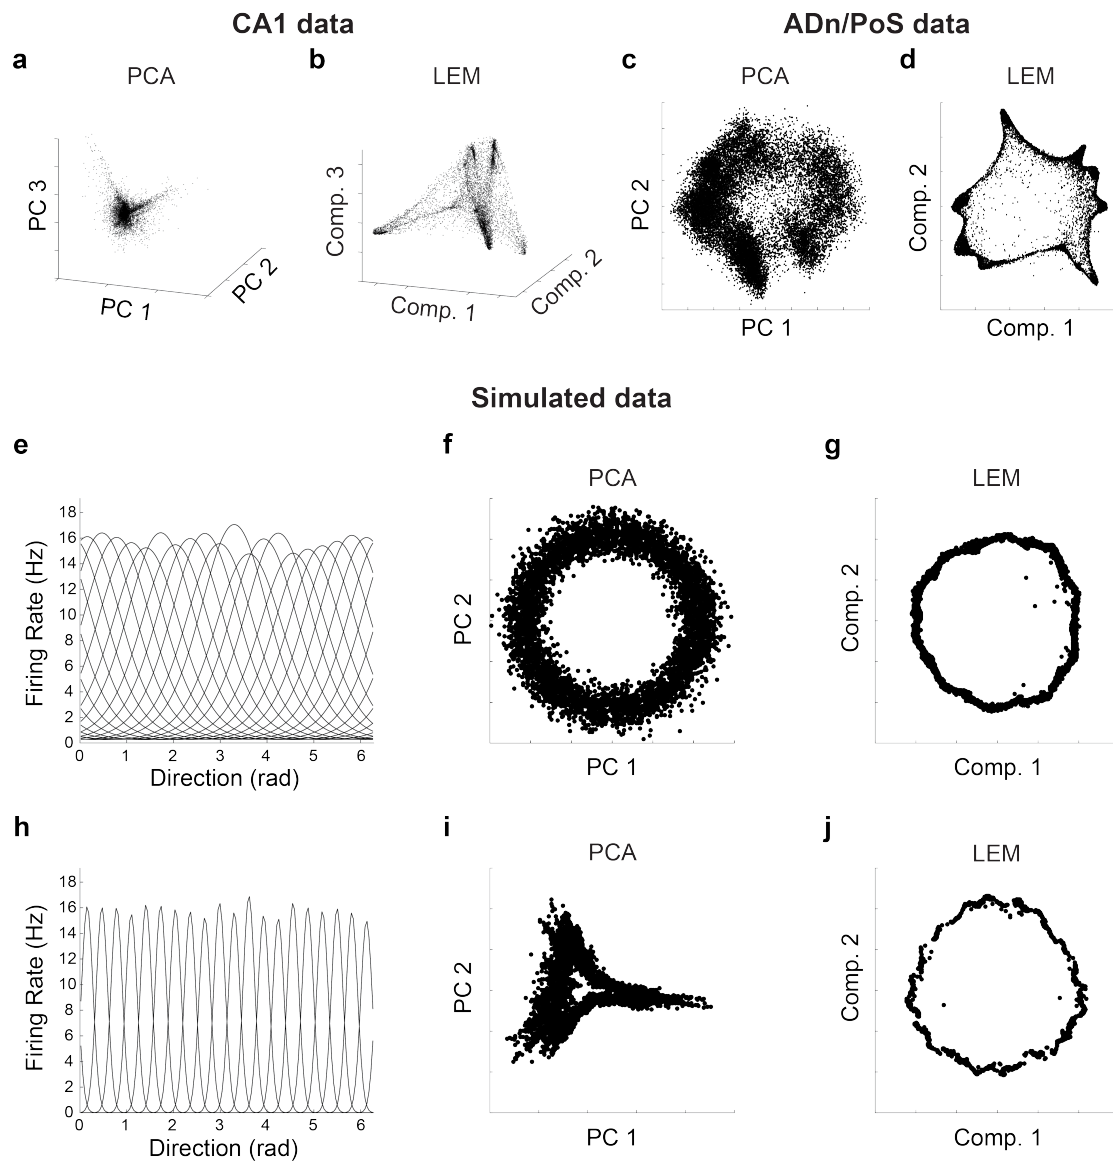 CA1 data
ADn/PoS data
a
b
c
d
PCA
LEM
PCA
LEM
PC 3
PC 1
PC 2
Comp. 3
Comp. 1
Comp. 2
PC 2
PC 1
Comp. 2
Comp. 1
Simulated data
e
f
g
PCA
LEM
Firing Rate (Hz)
18
16
14
12
10
8
6
4
2
0
0 1 2 3 4 5 6
Direction (rad)
PC 2
PC 1
Comp. 2
Comp. 1
h
i
j
PCA
LEM
Firing Rate (Hz)
18
16
14
12
10
8
6
4
2
0
0 1 2 3 4 5 6
Direction (rad)
PC 2
PC 1
Comp. 2
Comp. 1